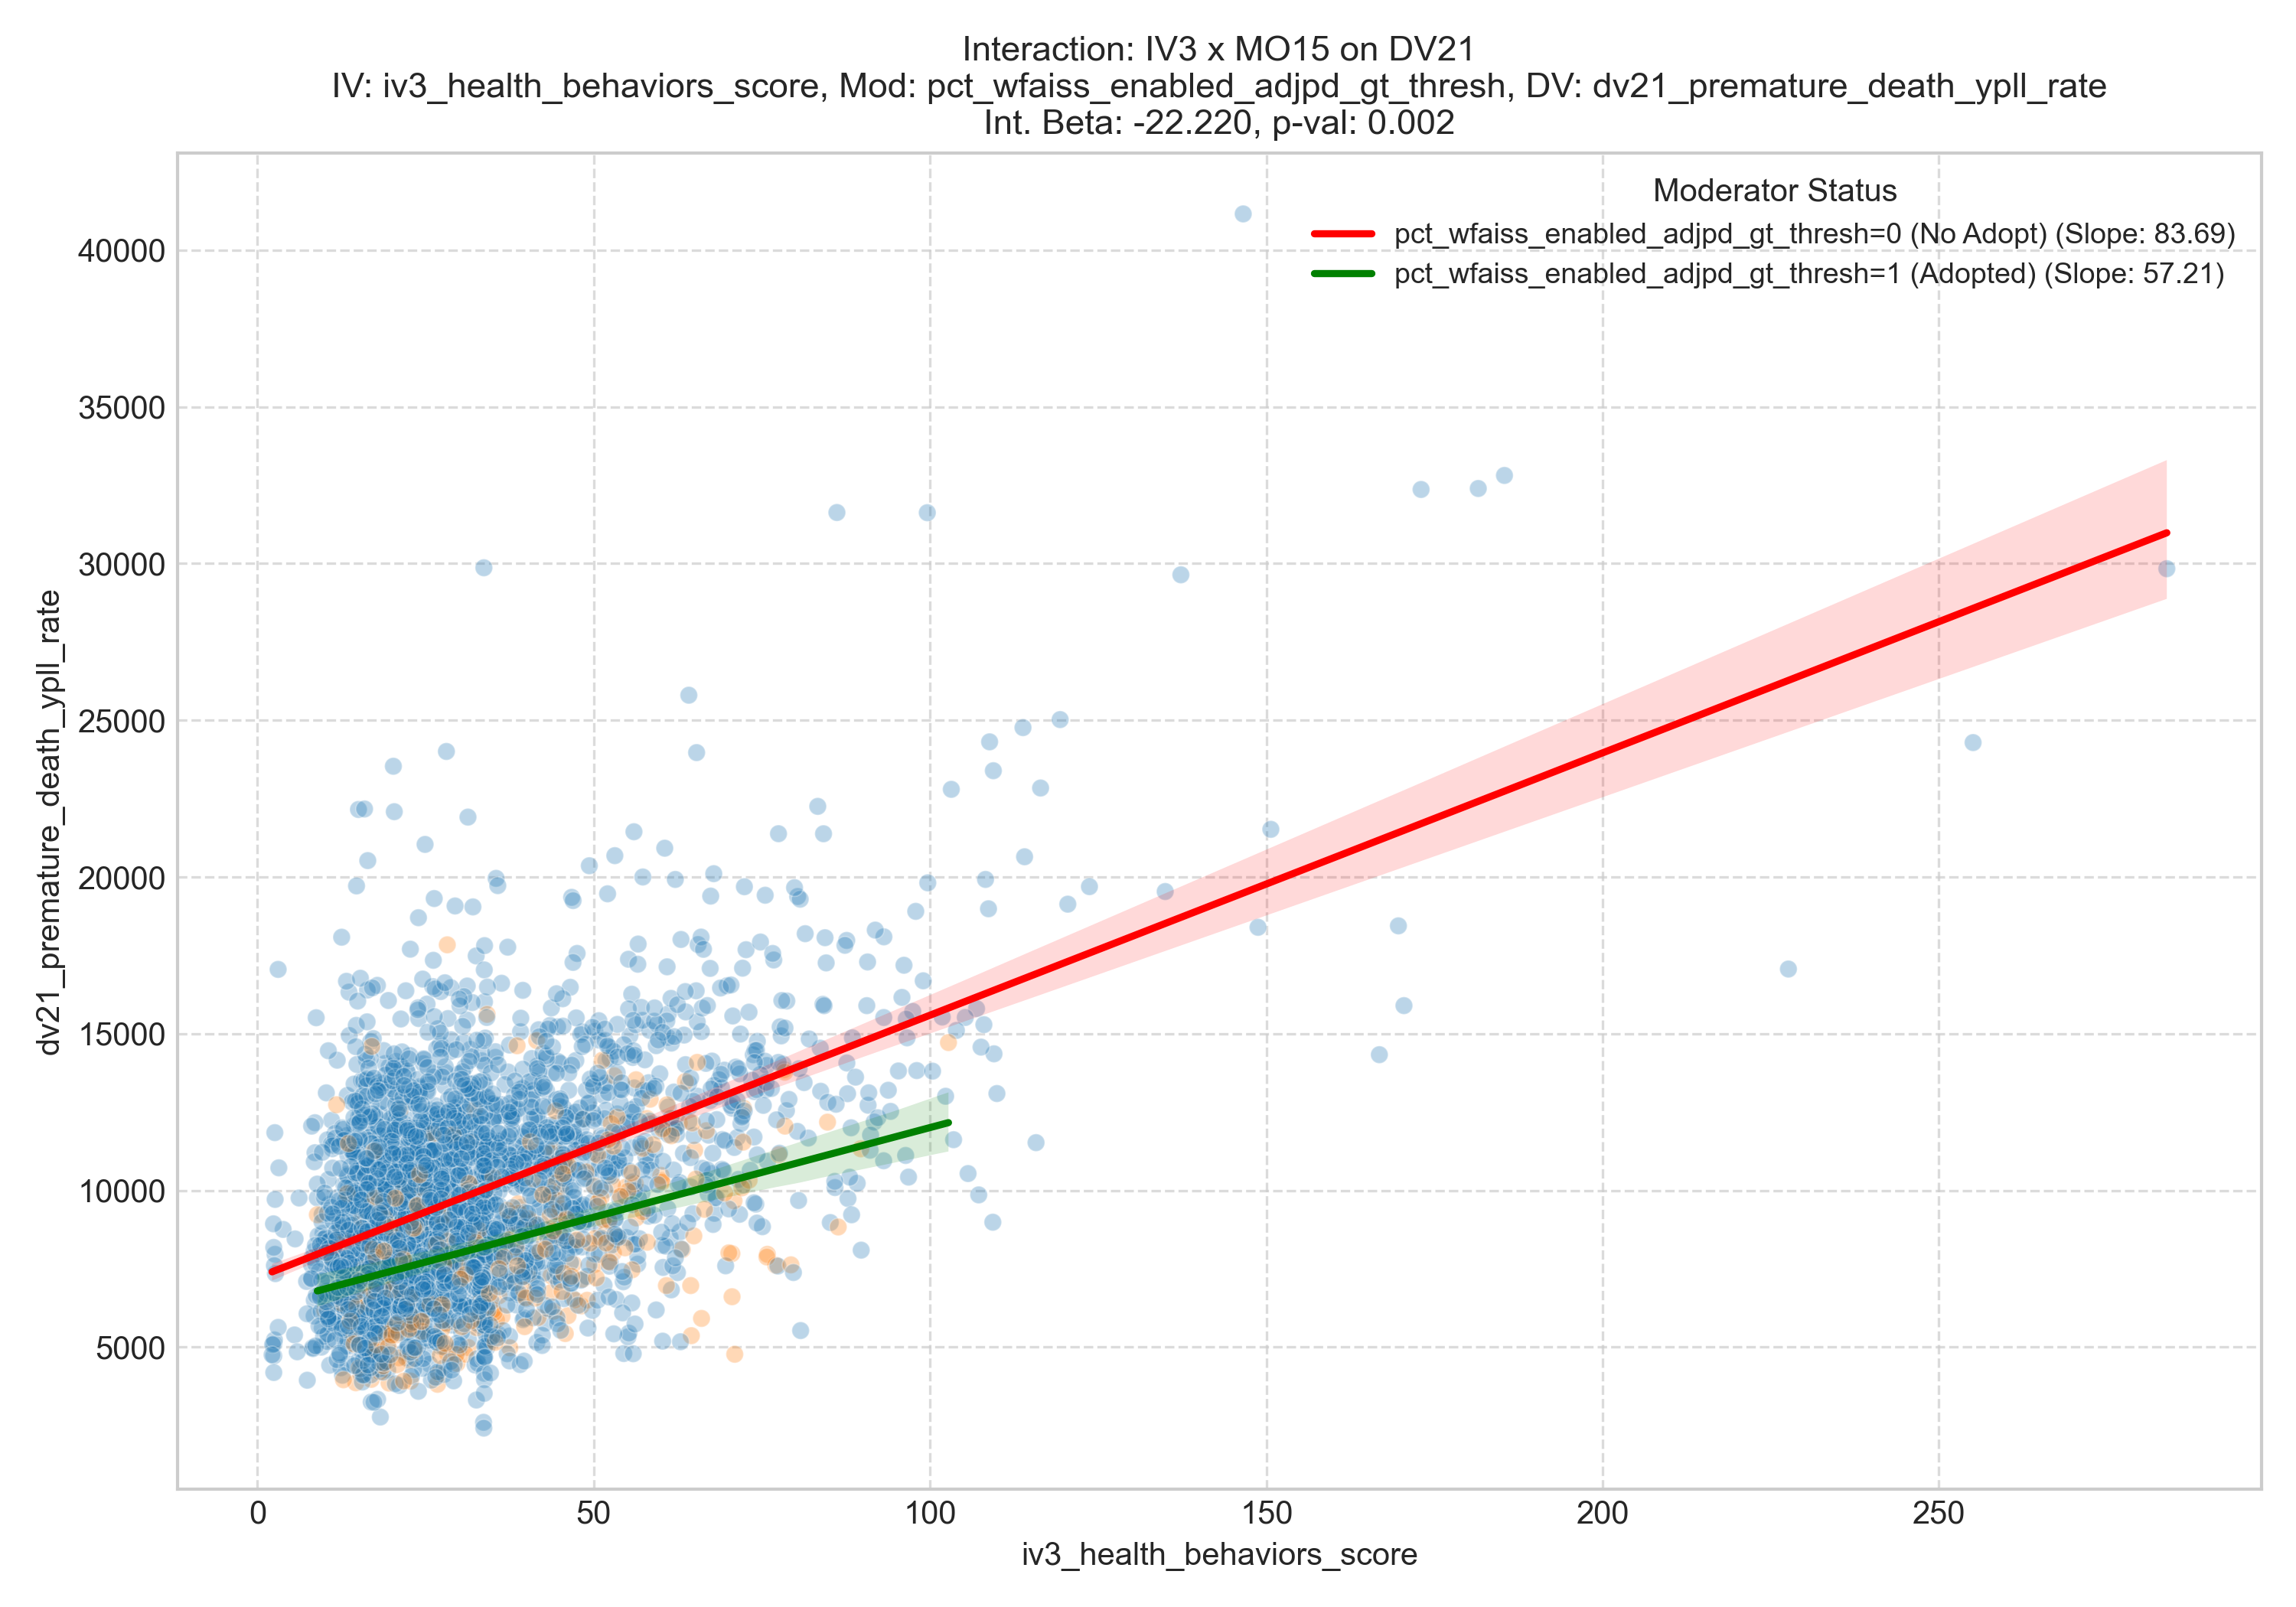 Interaction: IV3 x MO15 on DV21
IV: iv3_health_behaviors_score, Mod: pct_wfaiss_enabled_adjpd_gt_thresh, DV: dv21_premature_death_ypll_rate
Int. Beta: -22.220, p-val: 0.002
Moderator Status
pct_wfaiss_enabled_adjpd_gt_thresh=0 (No Adopt) (Slope: 83.69)
pct_wfaiss_enabled_adjpd_gt_thresh=1 (Adopted) (Slope: 57.21)
dv21_premature_death_ypll_rate
40000
35000
30000
25000
20000
15000
10000
5000
0 50 100 150 200 250
iv3_health_behaviors_score